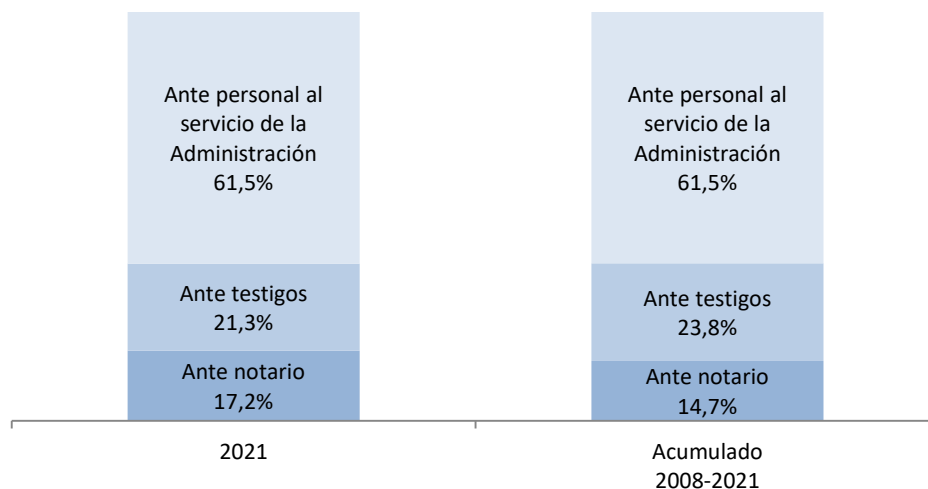 Ante personal al
servicio de la
Administración
61,5%
Ante testigos
21,3%
Ante notario
17,2%
2021
Ante personal al
servicio de la
Administración
61,5%
Ante testigos
23,8%
Ante notario
14,7%
Acumulado
2008-2021